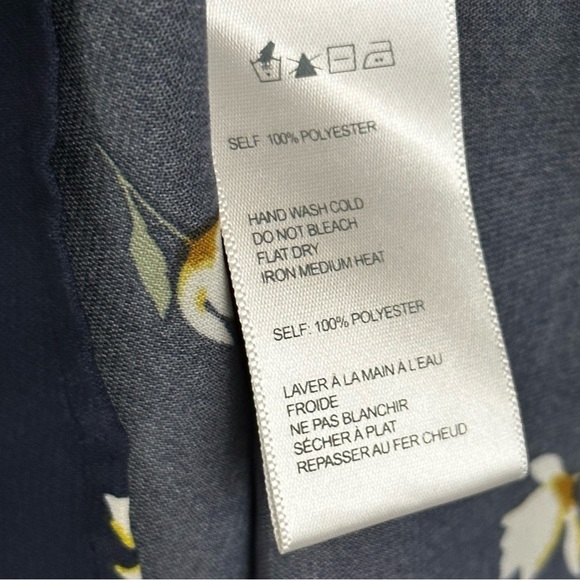 SELF 100% POLYESTER
HAND WASH COLD
DO NOT BLEACH
FLAT DRY
IRON MEDIUM HEAT
SELF: 100% POLYESTER
LAVER À LA MAIN À L'EAU
FROIDE
NE PAS BLANCHIR
SÉCHER À PLAT
REPASSER AU FER CHEUD